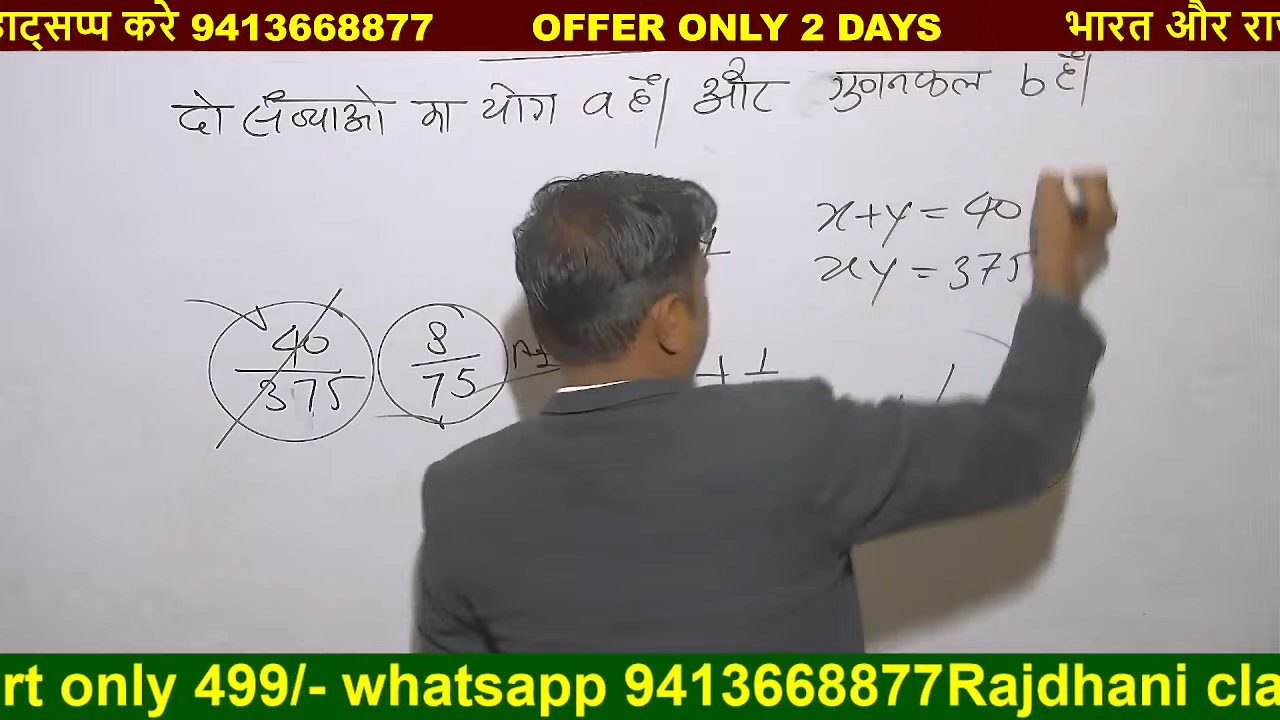 हाट्सप्प करे 9413668877 OFFER ONLY 2 DAYS भारत और रा
दो संख्याओ का योग a है। और गुणनफल b है।
x+y = 40
xy = 375
40/375
8/75
rt only 499/- whatsapp 9413668877Rajdhani cla